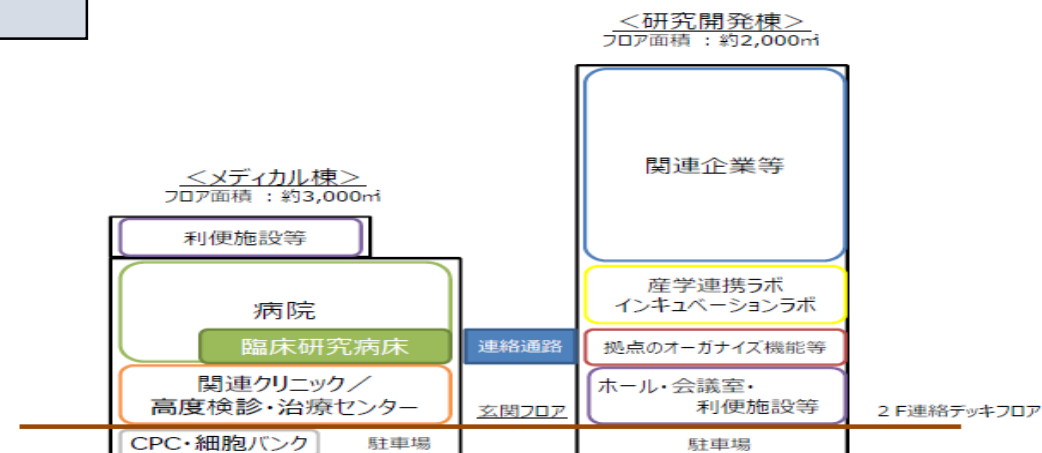 ＜研究開発棟＞
フロア面積 ：約2,000㎡
関連企業等
＜メディカル棟＞
フロア面積 ：約3,000㎡
利便施設等
産学連携ラボ
インキュベーションラボ
病院
臨床研究病床
連絡通路
拠点のオーガナイズ機能等
関連クリニック／
高度検診・治療センター
玄関フロア
ホール・会議室・
利便施設等
２Ｆ連絡デッキフロア
CPC・細胞バンク
駐車場
駐車場